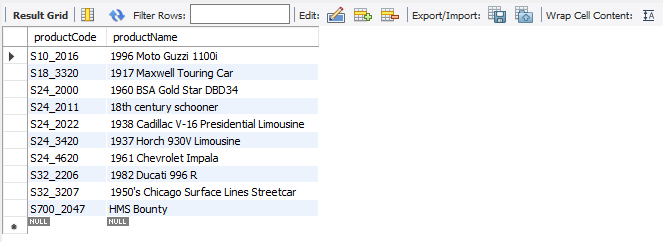 Result Grid Filter Rows: Edit: Export/Import: Wrap Cell Content:
productCode productName
S10_2016 1996 Moto Guzzi 1100i
S18_3320 1917 Maxwell Touring Car
S24_2000 1960 BSA Gold Star DBD34
S24_2011 18th century schooner
S24_2022 1938 Cadillac V-16 Presidential Limousine
S24_3420 1937 Horch 930V Limousine
S24_4620 1961 Chevrolet Impala
S32_2206 1982 Ducati 996 R
S32_3207 1950's Chicago Surface Lines Streetcar
S700_2047 HMS Bounty
NULL NULL